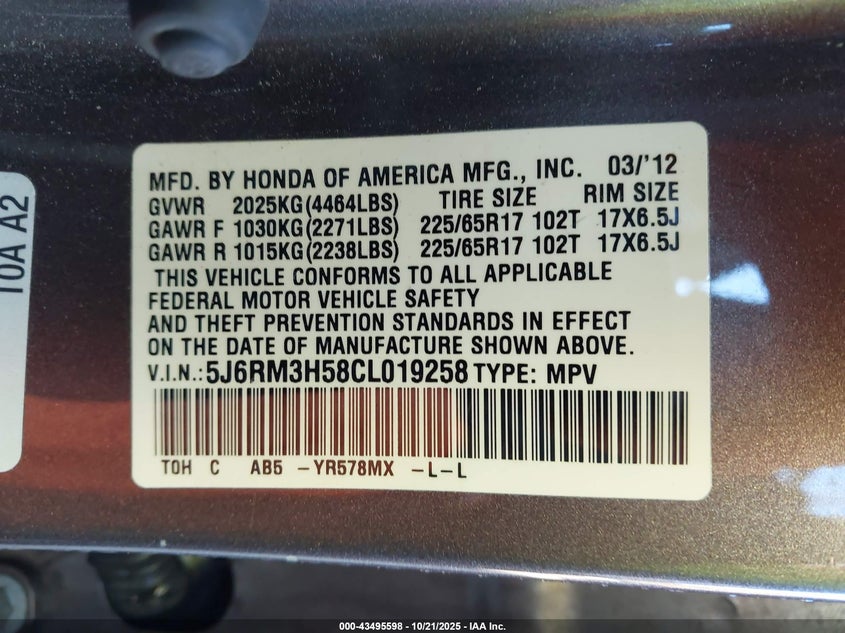 MFD. BY HONDA OF AMERICA MFG., INC. 03/'12
GVWR 2025KG(4464LBS) TIRE SIZE RIM SIZE
GAWR F 1030KG(2271LBS) 225/65R17 102T 17X6.5J
GAWR R 1015KG(2238LBS) 225/65R17 102T 17X6.5J
THIS VEHICLE CONFORMS TO ALL APPLICABLE
FEDERAL MOTOR VEHICLE SAFETY
AND THEFT PREVENTION STANDARDS IN EFFECT
ON THE DATE OF MANUFACTURE SHOWN ABOVE.
V.I.N.: 5J6RM3H58CL019258 TYPE: MPV
TOH C AB5 -YR578MX -L-L
T0A A2
000-43495598 - 10/21/2025 - IAA Inc.